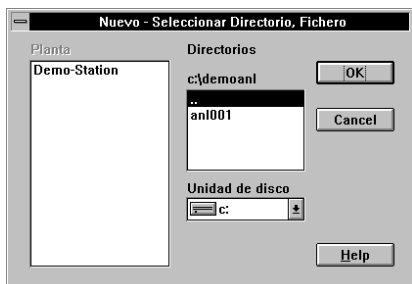 Nuevo - Seleccionar Directorio, Fichero
Planta
Demo-Station
Directorios
c:\demoanl
..
anl001
Unidad de disco
c:
OK
Cancel
Help